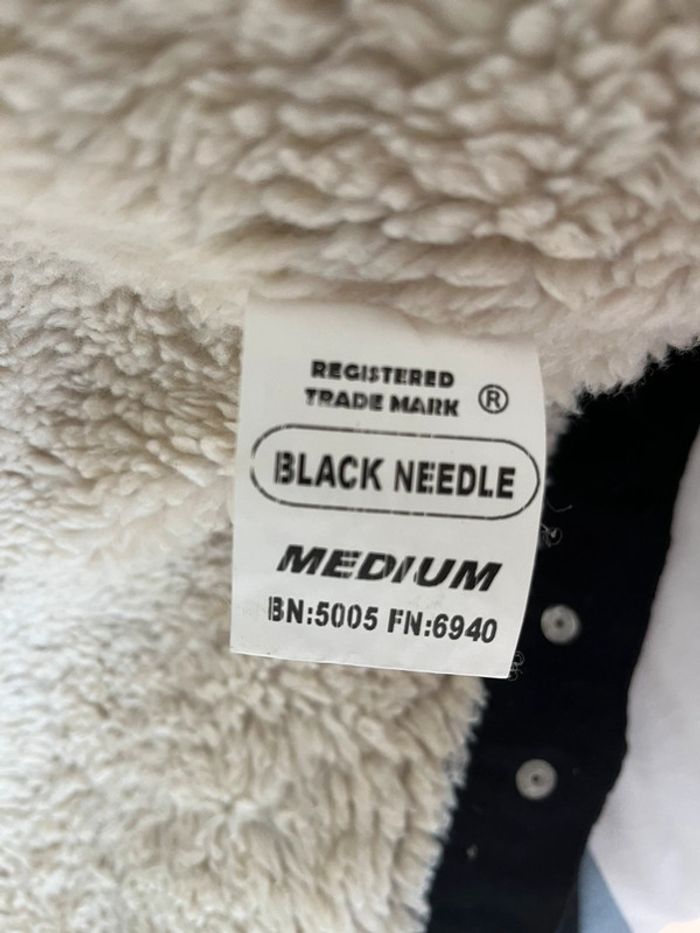 REGISTERED
TRADE MARK ®
BLACK NEEDLE
MEDIUM
BN:5005 FN:6940